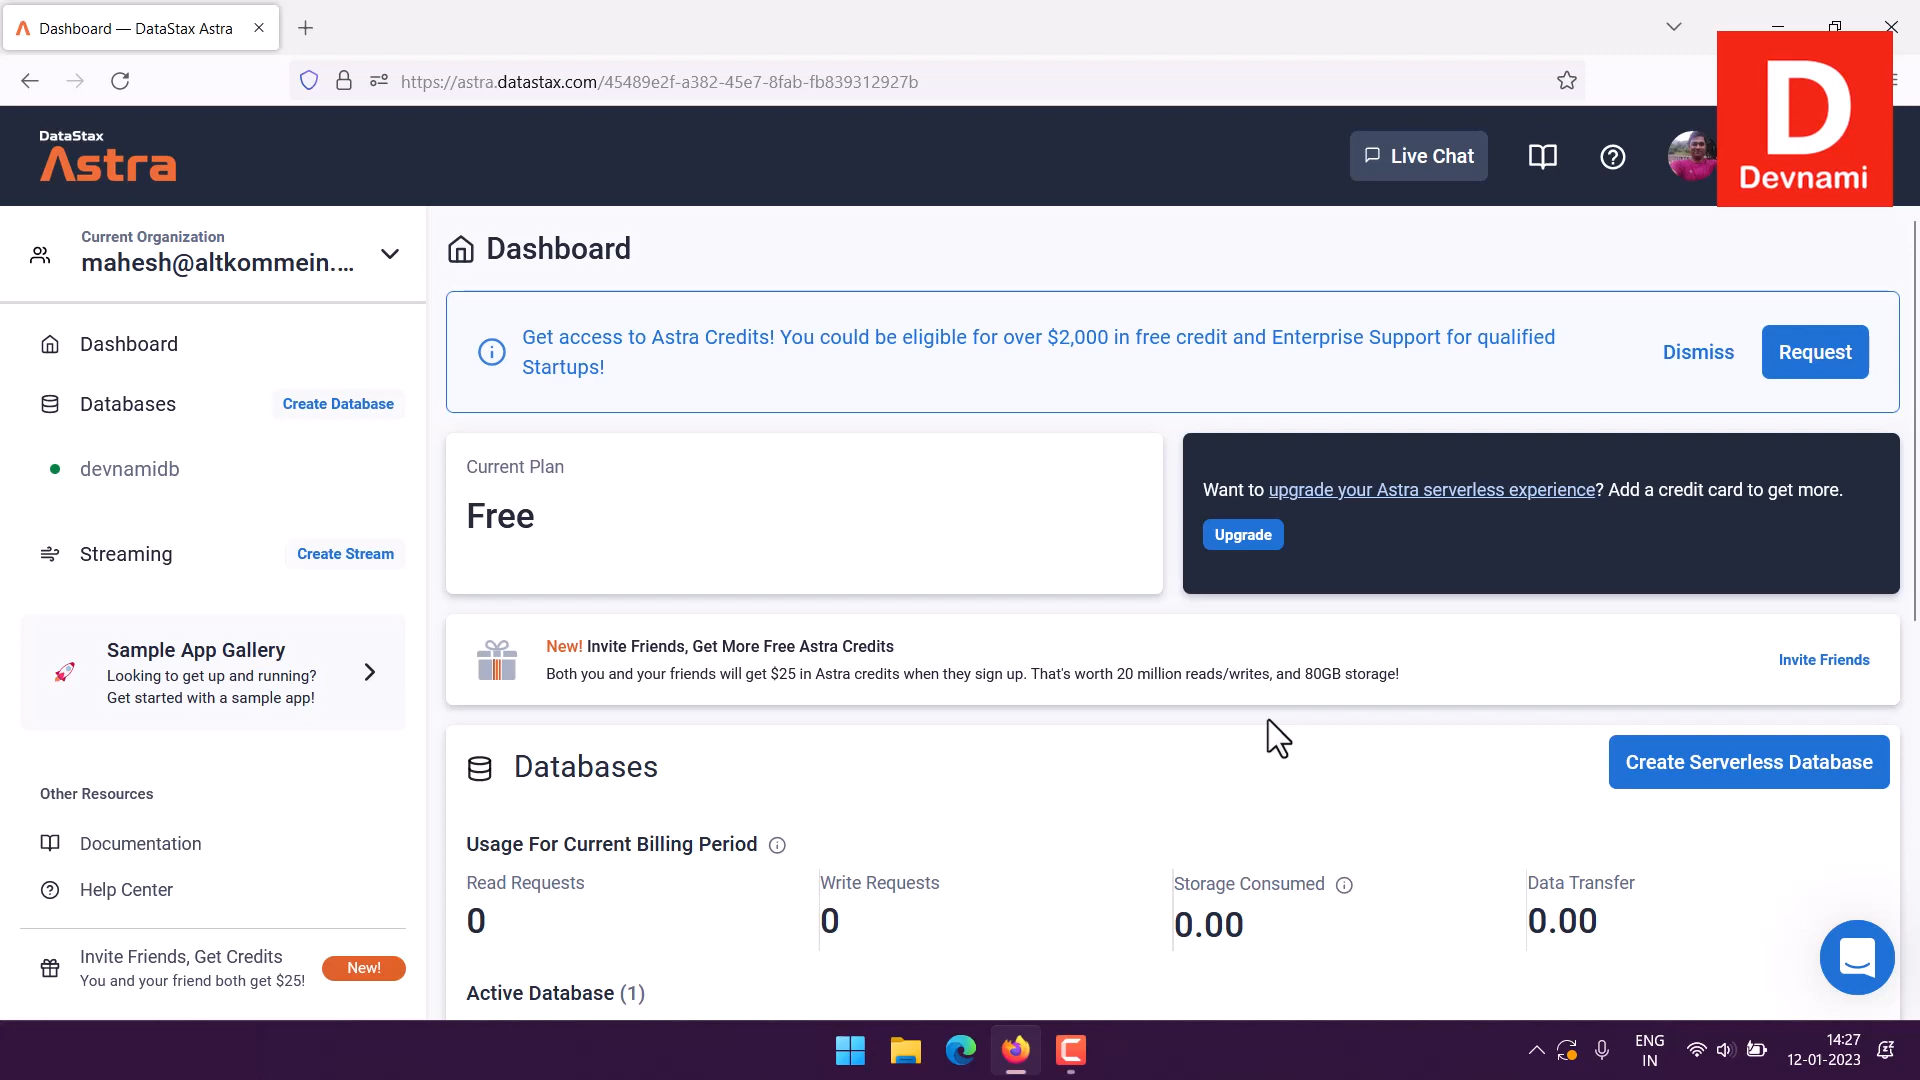 Dashboard — DataStax Astra
https://astra.datastax.com/45489e2f-a382-45e7-8fab-fb839312927b
D
Devnami
DataStax
Astra
Live Chat
Current Organization
mahesh@altkommein....
Dashboard
Databases
Create Database
devnamidb
Streaming
Create Stream
Sample App Gallery
Looking to get up and running?
Get started with a sample app!
Other Resources
Documentation
Help Center
Invite Friends, Get Credits
You and your friend both get $25!
New!
Dashboard
Get access to Astra Credits! You could be eligible for over $2,000 in free credit and Enterprise Support for qualified
Startups!
Dismiss
Request
Current Plan
Free
Want to upgrade your Astra serverless experience? Add a credit card to get more.
Upgrade
New! Invite Friends, Get More Free Astra Credits
Both you and your friends will get $25 in Astra credits when they sign up. That's worth 20 million reads/writes, and 80GB storage!
Invite Friends
Databases
Create Serverless Database
Usage For Current Billing Period
Read Requests
0
Write Requests
0
Storage Consumed
0.00
Data Transfer
0.00
Active Database (1)
ENG
IN
14:27
12-01-2023